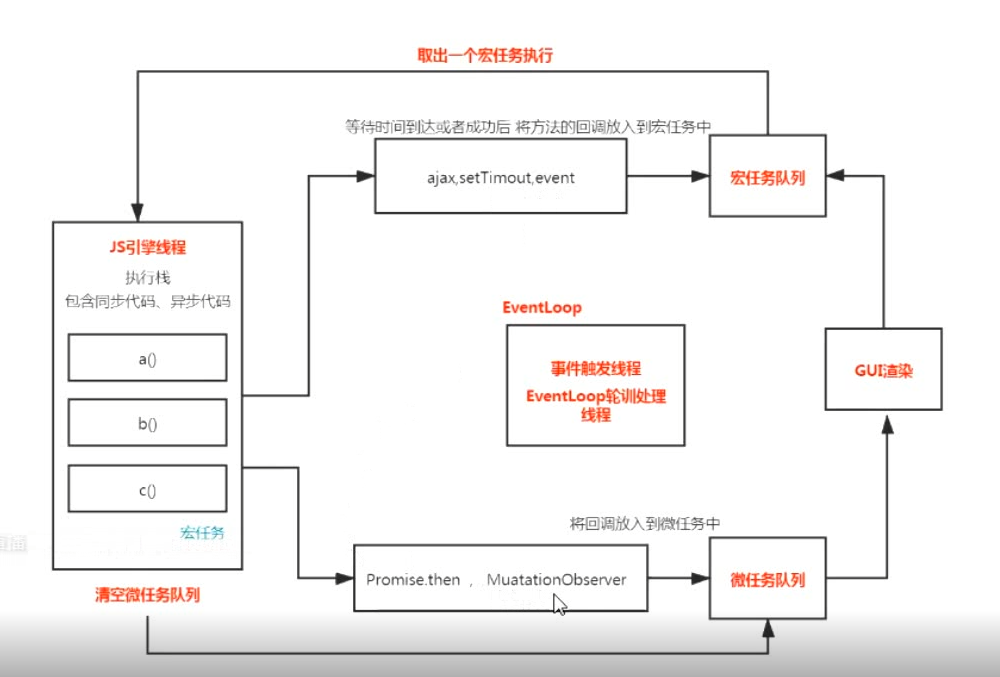 取出一个宏任务执行
等待时间到达或者成功后 将方法的回调放入到宏任务中
ajax,setTimout,event
宏任务队列
JS引擎线程
执行栈
包含同步代码、异步代码
a()
b()
c()
宏任务
清空微任务队列
EventLoop
事件触发线程
EventLoop轮训处理
线程
GUI渲染
将回调放入到微任务中
Promise.then ， MuatationObserver
微任务队列